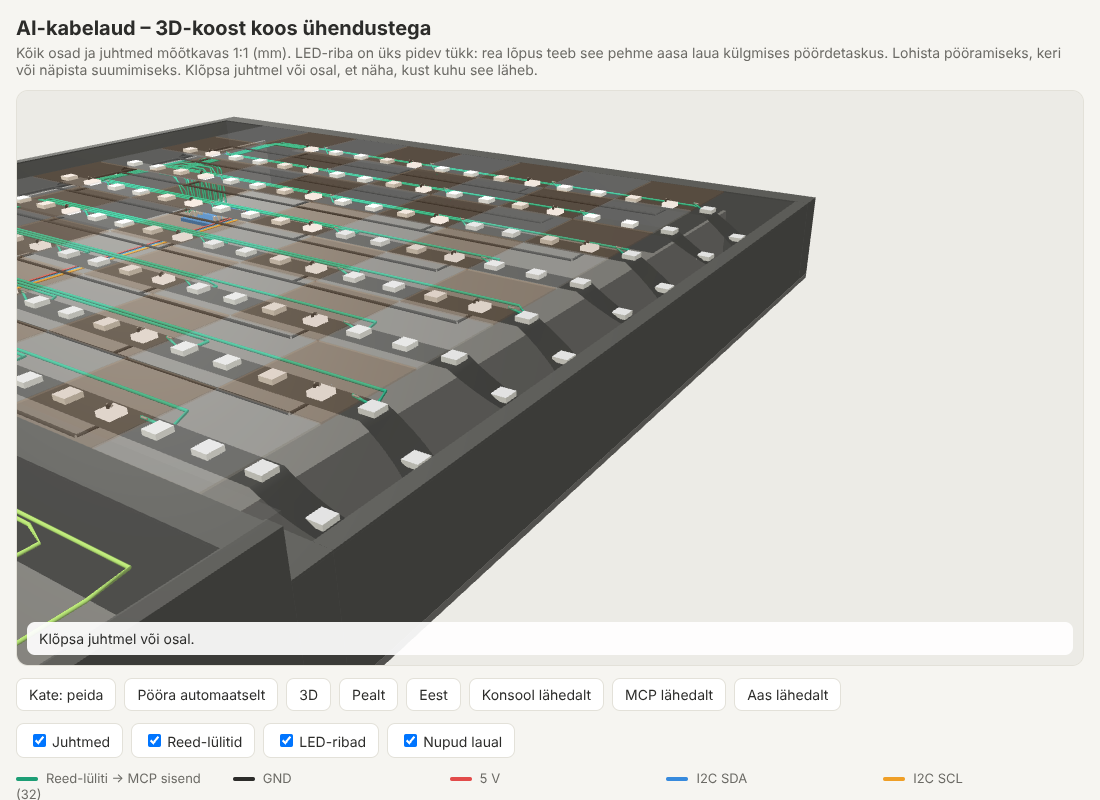 AI-kabelaud – 3D-koost koos ühendustega
Kõik osad ja juhtmed mõõtkavas 1:1 (mm). LED-riba on üks pidev tükk: rea lõpus teeb see pehme aasa laua külgmises pöördetaskus. Lohista pööramiseks, keri
või näpista suumimiseks. Klõpsa juhtmel või osal, et näha, kust kuhu see läheb.
Klõpsa juhtmel või osal.
Kate: peida
Pööra automaatselt
3D
Pealt
Eest
Konsool lähedalt
MCP lähedalt
Aas lähedalt
Juhtmed
Reed-lülitid
LED-ribad
Nupud laual
Reed-lüliti → MCP sisend
(32)
GND
5 V
I2C SDA
I2C SCL